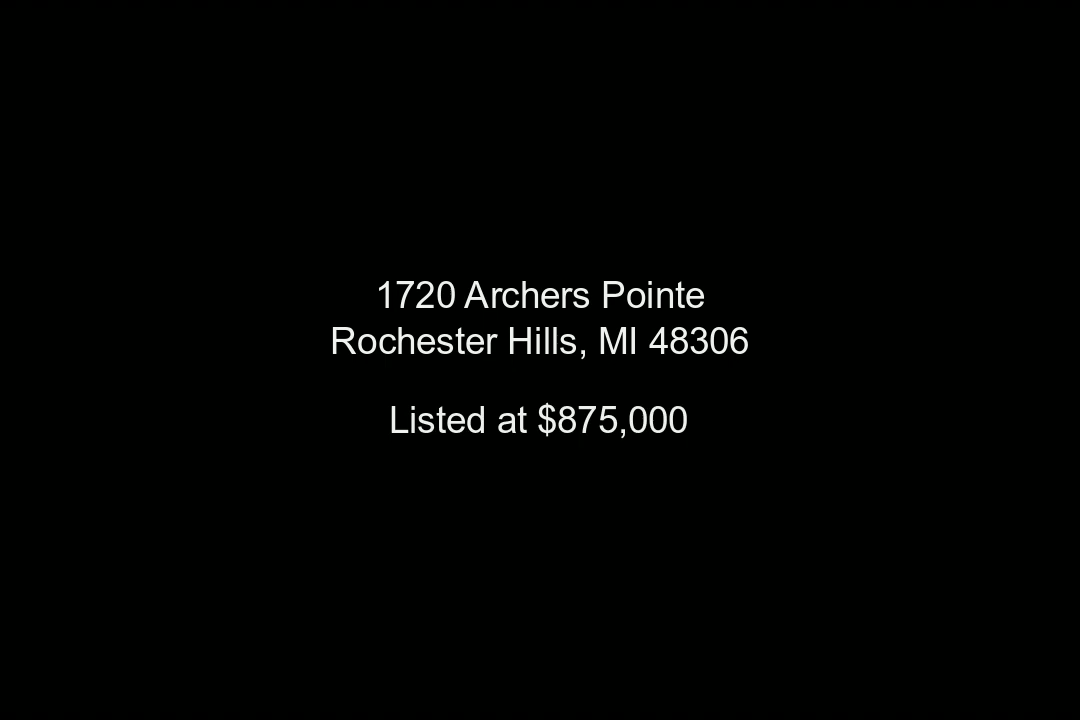 1720 Archers Pointe
Rochester Hills, MI 48306
Listed at $875,000